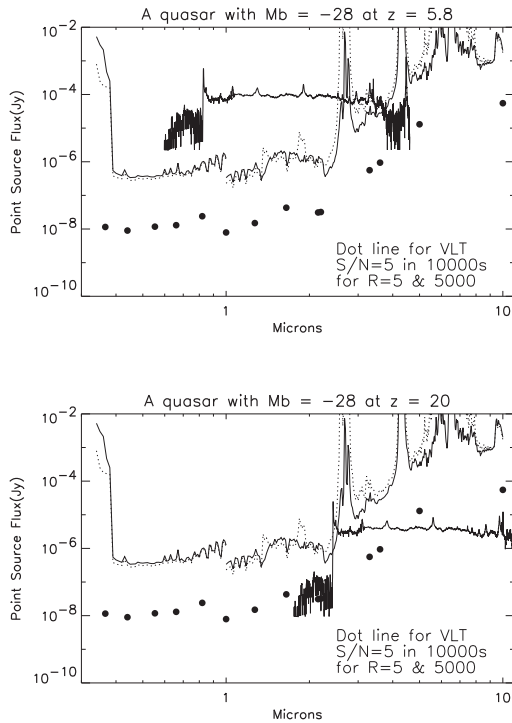 A quasar with Mb = −28 at z = 5.8
10⁻²
10⁻⁴
10⁻⁶
10⁻⁸
10⁻¹⁰
Point Source Flux(Jy)
Dot line for VLT
S/N=5 in 10000s
for R=5 & 5000
1
10
Microns
A quasar with Mb = −28 at z = 20
10⁻²
10⁻⁴
10⁻⁶
10⁻⁸
10⁻¹⁰
Point Source Flux(Jy)
Dot line for VLT
S/N=5 in 10000s
for R=5 & 5000
1
10
Microns